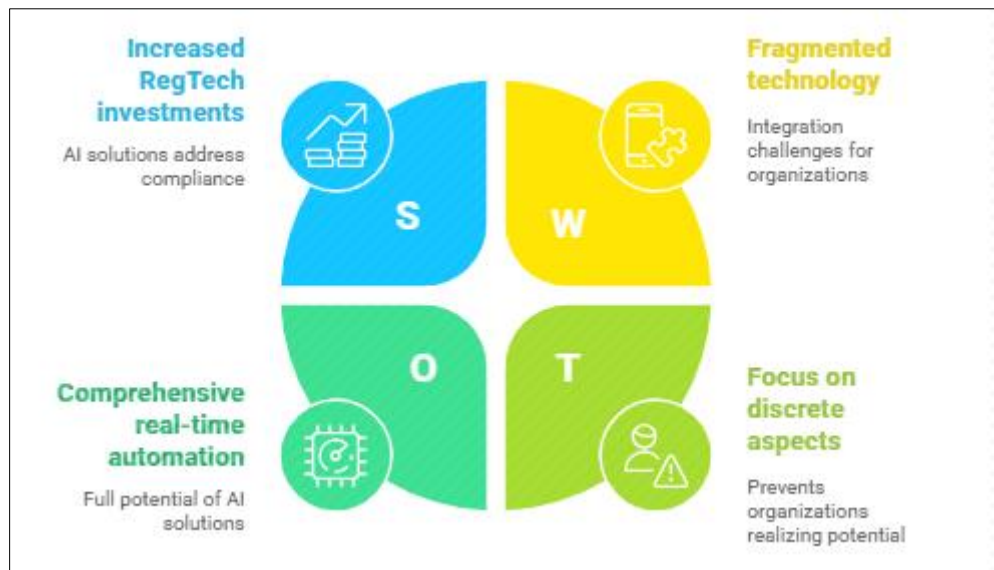 Increased
RegTech
investments
AI solutions address
compliance
S
Fragmented
technology
Integration
challenges for
organizations
W
Comprehensive
real-time
automation
Full potential of AI
solutions
O
Focus on
discrete
aspects
Prevents
organizations
realizing potential
T